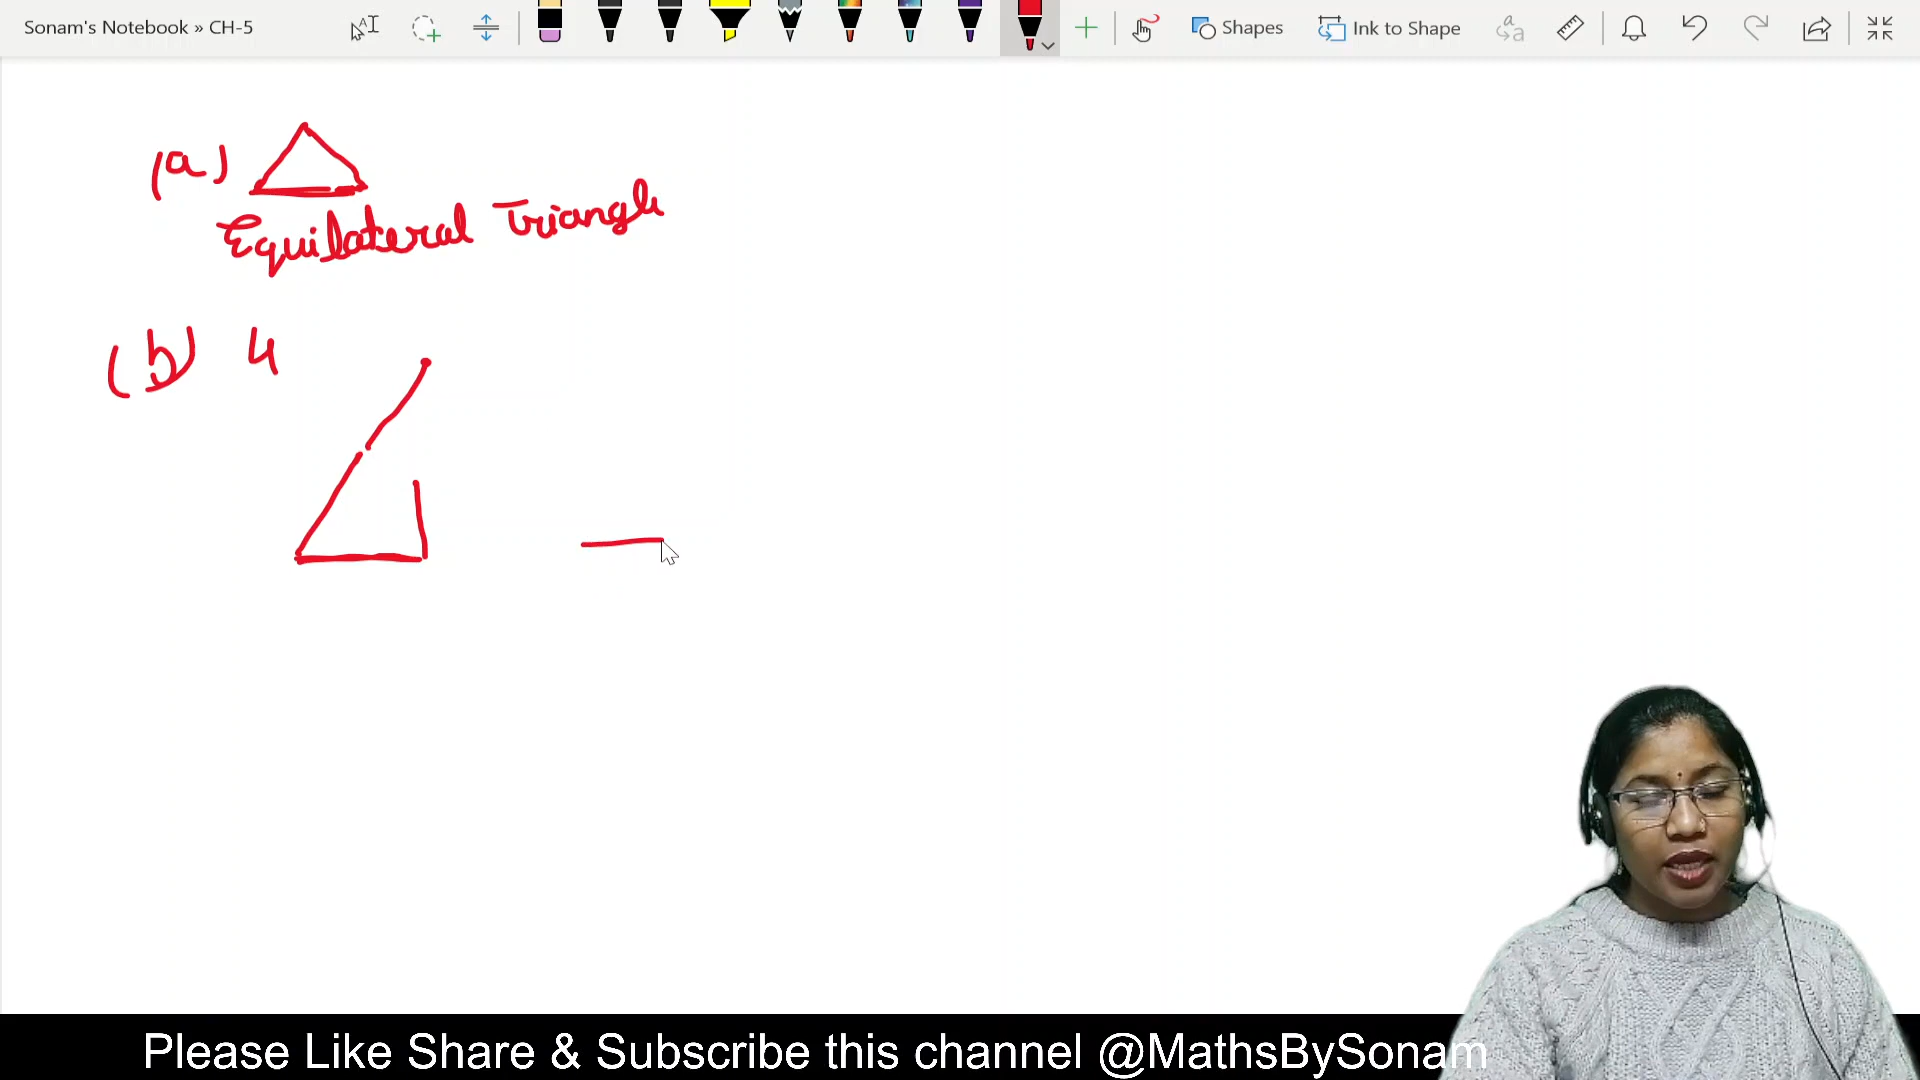 Sonam's Notebook » CH-5
Shapes
Ink to Shape
(a)
Equilateral Triangle
(b) 4
Please Like Share & Subscribe this channel @MathsBySonam